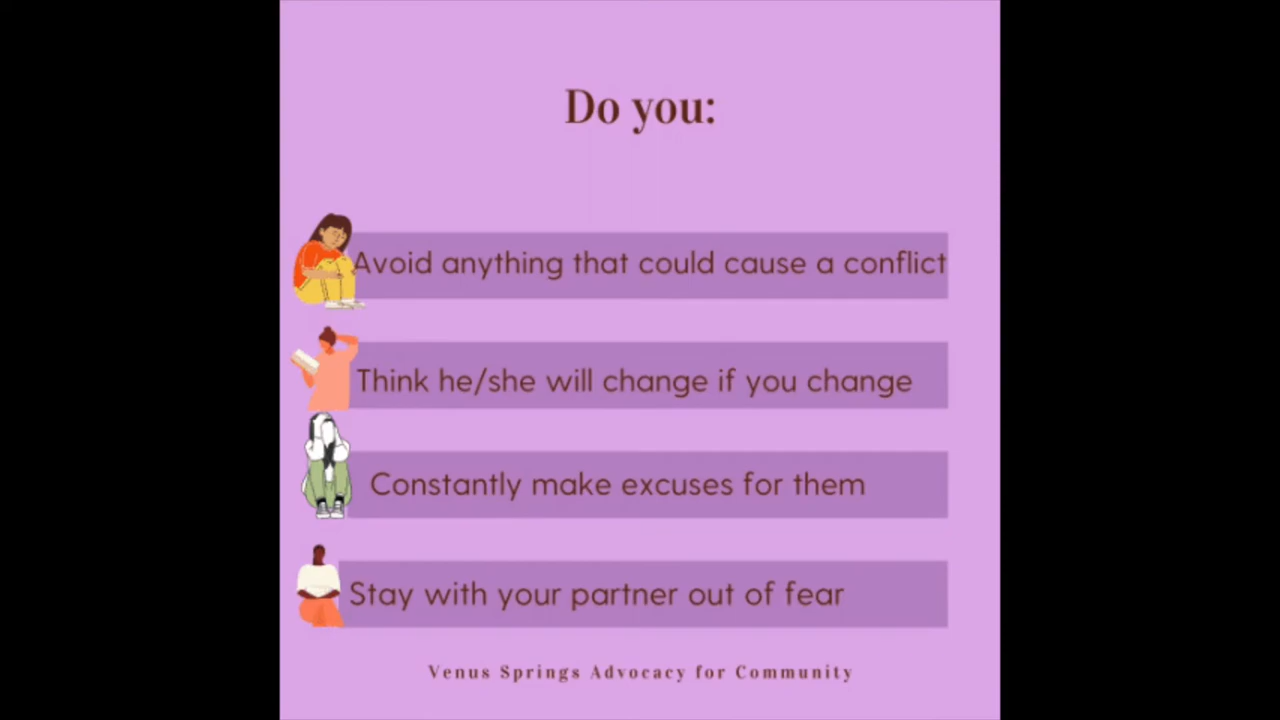 Do you:
Avoid anything that could cause a conflict
Think he/she will change if you change
Constantly make excuses for them
Stay with your partner out of fear
Venus Springs Advocacy for Community